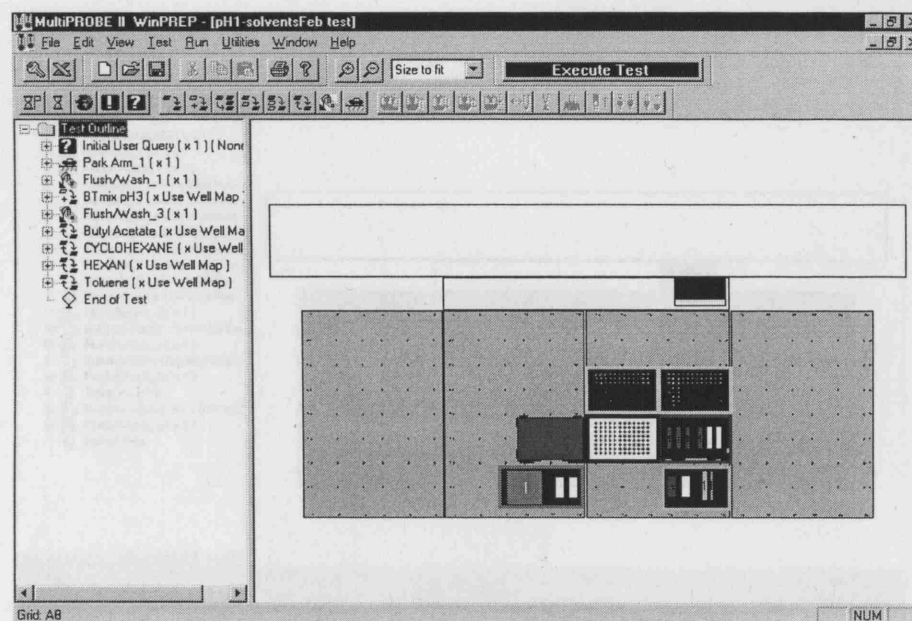 MultiPROBE II WinPREP - [pH1-solventsFeb test]
File Edit View Test Run Utilities Window Help
Size to fit
Execute Test
Test Outline
Initial User Query ( x 1 ) ( None
Park Arm_1 ( x 1 )
Flush/Wash_1 ( x 1 )
BTmix pH3 ( x Use Well Map )
Flush/Wash_3 ( x 1 )
Butyl Acetate ( x Use Well Ma
CYCLOHEXANE ( x Use Well
HEXAN ( x Use Well Map )
Toluene ( x Use Well Map )
End of Test
Grid: A8
NUM